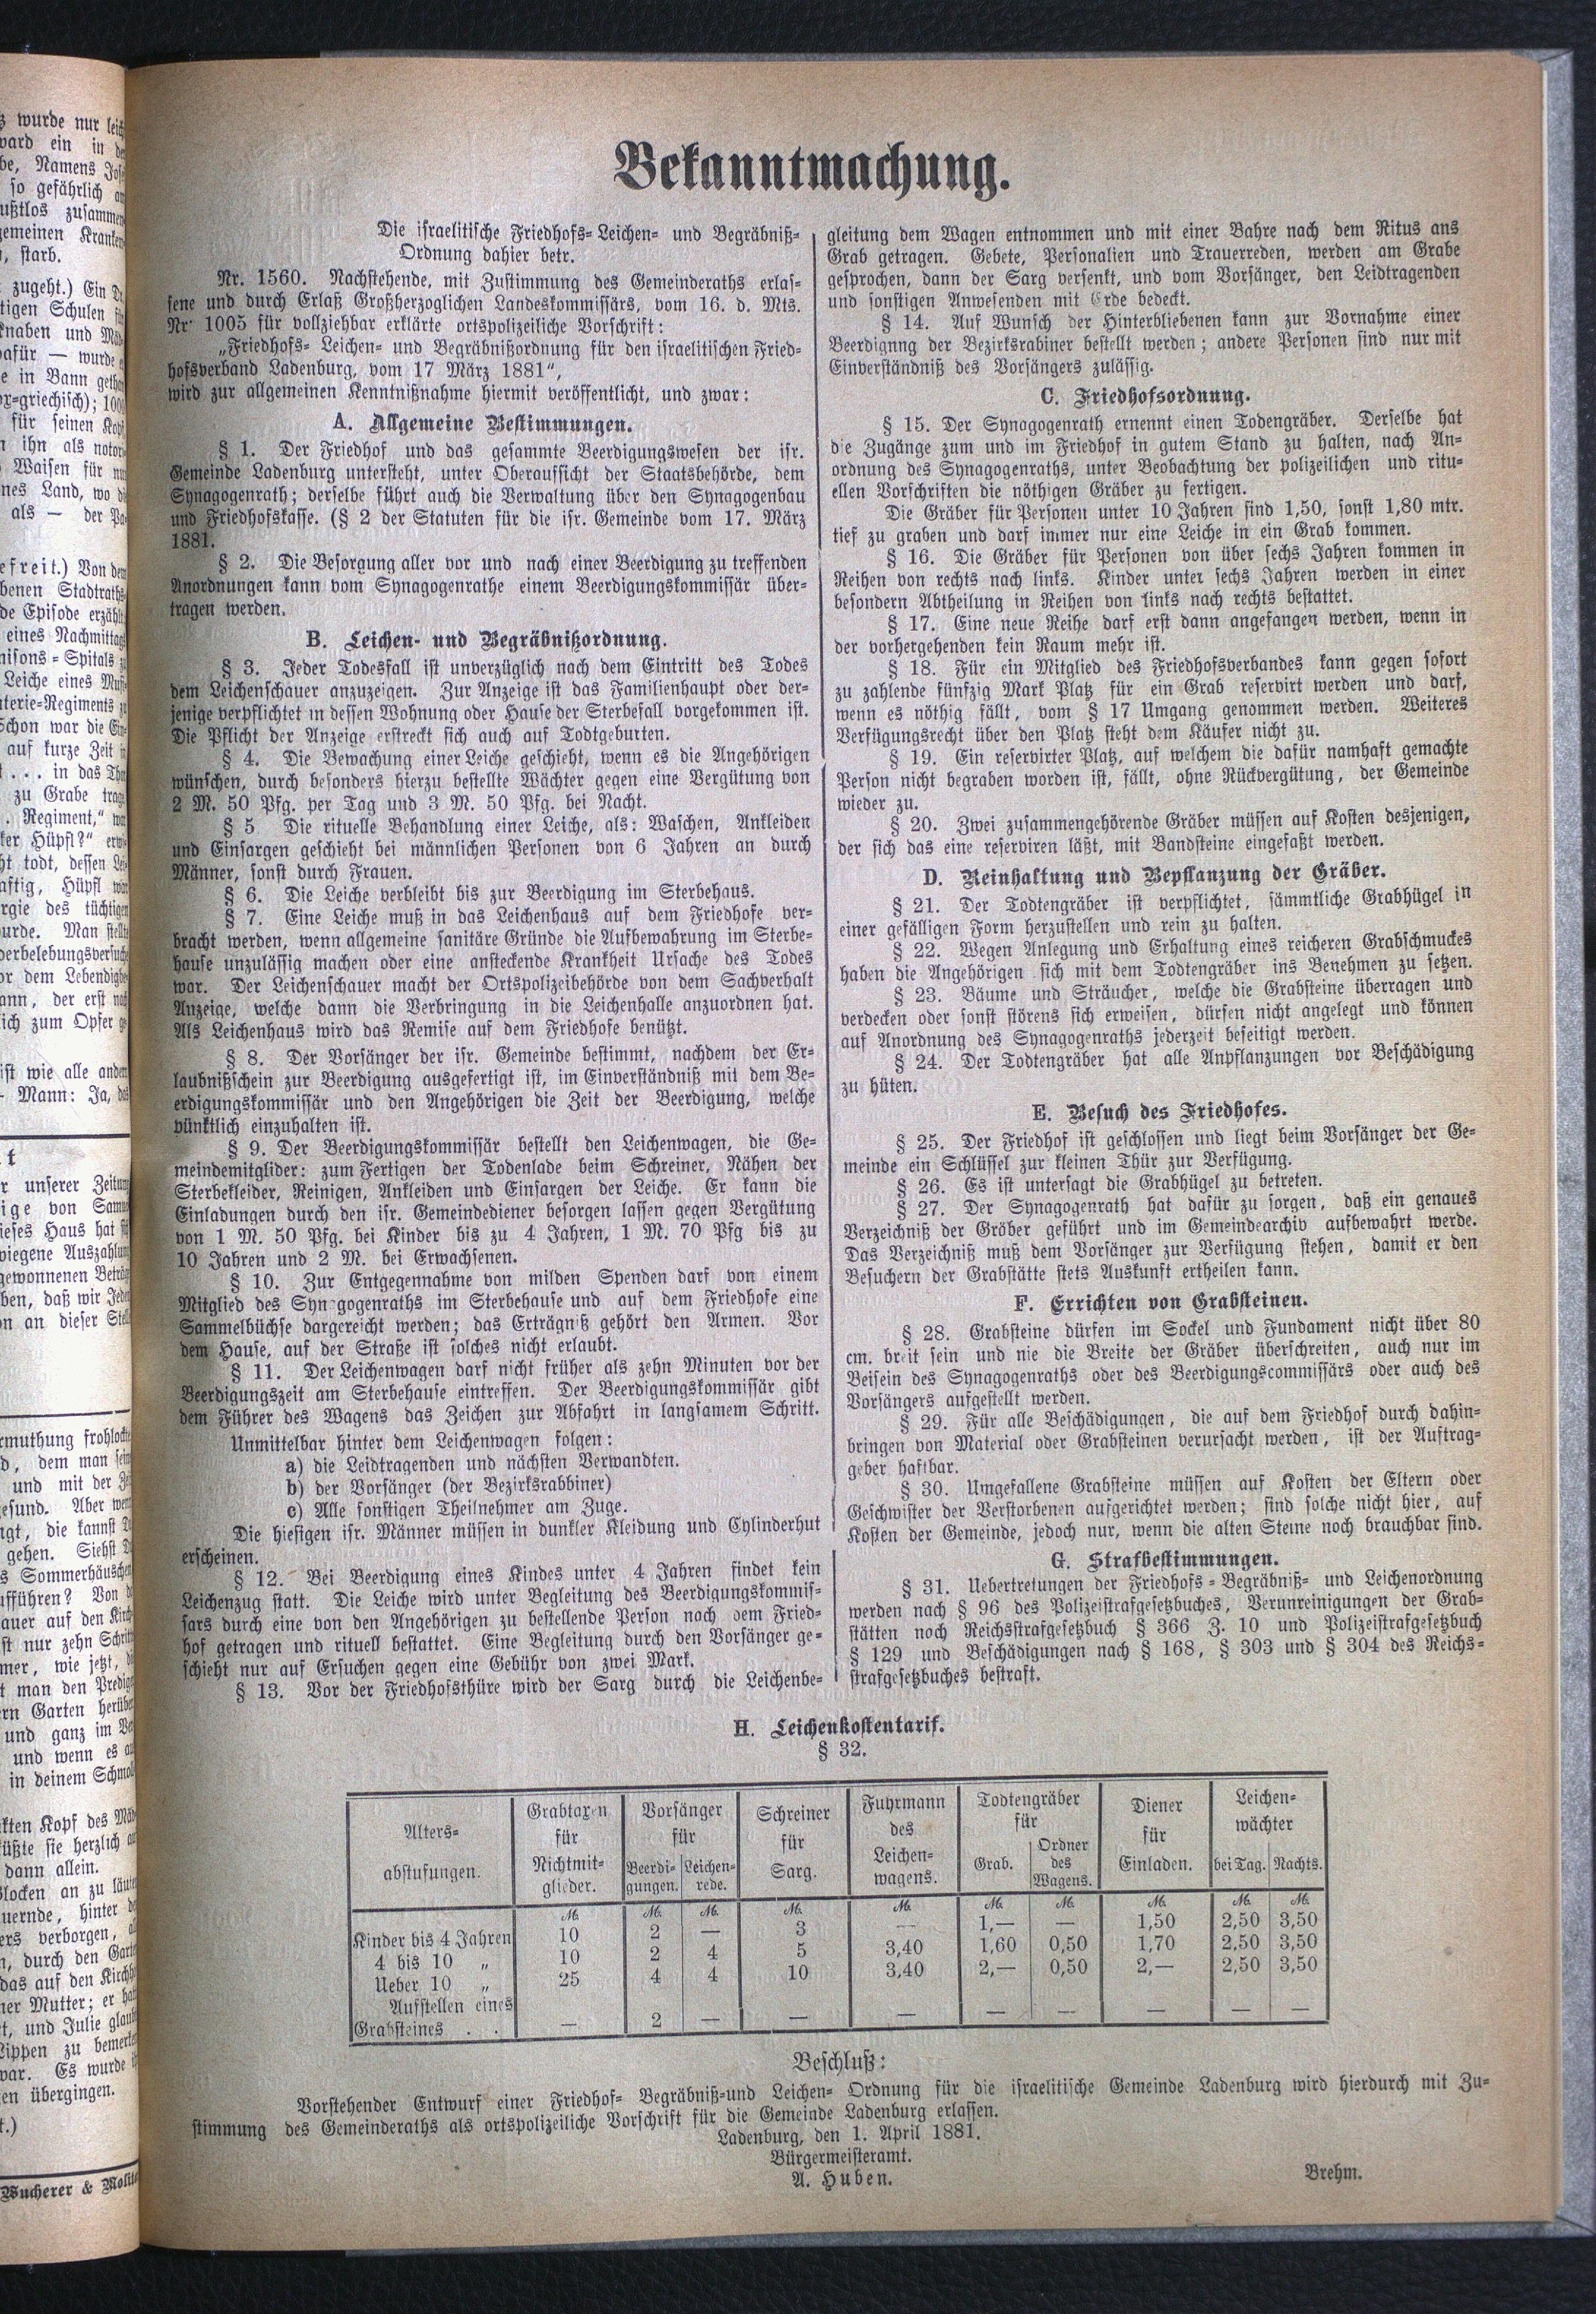 Bekanntmachung.
Die israelitische Friedhofs- Leichen- und Begräbniß-
Ordnung dahier betr.
Nr. 1560. Nachstehende, mit Zustimmung des Gemeinderaths erlas-
sene und durch Erlaß Großherzoglichen Landeskommissärs, vom 16. d. Mts.
Nr. 1005 für vollziehbar erklärte ortspolizeiliche Vorschrift:
„Friedhofs- Leichen- und Begräbnißordnung für den israelitischen Fried-
hofsverband Ladenburg, vom 17 März 1881“,
wird zur allgemeinen Kenntnißnahme hiermit veröffentlicht, und zwar:
A. Allgemeine Bestimmungen.
§ 1. Der Friedhof und das gesammte Beerdigungswesen der isr.
Gemeinde Ladenburg untersteht, unter Oberaufsicht der Staatsbehörde, dem
Synagogenrath; derselbe führt auch die Verwaltung über den Synagogenbau
und Friedhofskasse. (§ 2 der Statuten für die isr. Gemeinde vom 17. März
1881.
§ 2. Die Besorgung aller vor und nach einer Beerdigung zu treffenden
Anordnungen kann vom Synagogenrathe einem Beerdigungskommissär über-
tragen werden.
B. Leichen- und Begräbnißordnung.
§ 3. Jeder Todesfall ist unverzüglich nach dem Eintritt des Todes
dem Leichenschauer anzuzeigen. Zur Anzeige ist das Familienhaupt oder der-
jenige verpflichtet in dessen Wohnung oder Hause der Sterbefall vorgekommen ist.
Die Pflicht der Anzeige erstreckt sich auch auf Todtgeburten.
§ 4. Die Bewachung einer Leiche geschieht, wenn es die Angehörigen
wünschen, durch besonders hierzu bestellte Wächter gegen eine Vergütung von
2 M. 50 Pfg. per Tag und 3 M. 50 Pfg. bei Nacht.
§ 5 Die rituelle Behandlung einer Leiche, als: Waschen, Ankleiden
und Einsargen geschieht bei männlichen Personen von 6 Jahren an durch
Männer, sonst durch Frauen.
§ 6. Die Leiche verbleibt bis zur Beerdigung im Sterbehaus.
§ 7. Eine Leiche muß in das Leichenhaus auf dem Friedhofe ver-
bracht werden, wenn allgemeine sanitäre Gründe die Aufbewahrung im Sterbe-
hause unzulässig machen oder eine ansteckende Krankheit Ursache des Todes
war. Der Leichenschauer macht der Ortspolizeibehörde von dem Sachverhalt
Anzeige, welche dann die Verbringung in die Leichenhalle anzuordnen hat.
Als Leichenhaus wird das Remise auf dem Friedhofe benützt.
§ 8. Der Vorsänger der isr. Gemeinde bestimmt, nachdem der Er-
laubnißschein zur Beerdigung ausgefertigt ist, im Einverständniß mit dem Be-
erdigungskommissär und den Angehörigen die Zeit der Beerdigung, welche
pünktlich einzuhalten ist.
§ 9. Der Beerdigungskommissär bestellt den Leichenwagen, die Ge-
meindemitglider: zum Fertigen der Todenlade beim Schreiner, Nähen der
Sterbekleider, Reinigen, Ankleiden und Einsargen der Leiche. Er kann die
Einladungen durch den isr. Gemeindediener besorgen lassen gegen Vergütung
von 1 M. 50 Pfg. bei Kinder bis zu 4 Jahren, 1 M. 70 Pfg bis zu
10 Jahren und 2 M. bei Erwachsenen.
§ 10. Zur Entgegennahme von milden Spenden darf von einem
Mitglied des Syn gogenraths im Sterbehause und auf dem Friedhofe eine
Sammelbüchse dargereicht werden; das Erträgniß gehört den Armen. Vor
dem Hause, auf der Straße ist solches nicht erlaubt.
§ 11. Der Leichenwagen darf nicht früher als zehn Minuten vor der
Beerdigungszeit am Sterbehause eintreffen. Der Beerdigungskommissär gibt
dem Führer des Wagens das Zeichen zur Abfahrt in langsamem Schritt.
Unmittelbar hinter dem Leichenwagen folgen:
a) die Leidtragenden und nächsten Verwandten.
b) der Vorsänger (der Bezirksrabbiner)
c) Alle sonstigen Theilnehmer am Zuge.
Die hiesigen isr. Männer müssen in dunkler Kleidung und Cylinderhut
erscheinen.
§ 12. Bei Beerdigung eines Kindes unter 4 Jahren findet kein
Leichenzug statt. Die Leiche wird unter Begleitung des Beerdigungskommis-
sars durch eine von den Angehörigen zu bestellende Person nach dem Fried-
hof getragen und rituell bestattet. Eine Begleitung durch den Vorsänger ge-
schieht nur auf Ersuchen gegen eine Gebühr von zwei Mark.
§ 13. Vor der Friedhofsthüre wird der Sarg durch die Leichenbe-
gleitung dem Wagen entnommen und mit einer Bahre nach dem Ritus ans
Grab getragen. Gebete, Personalien und Trauerreden, werden am Grabe
gesprochen, dann der Sarg versenkt, und vom Vorsänger, den Leidtragenden
und sonstigen Anwesenden mit Erde bedeckt.
§ 14. Auf Wunsch der Hinterbliebenen kann zur Vornahme einer
Beerdignng der Bezirksrabiner bestellt werden; andere Personen sind nur mit
Einverständniß des Vorsängers zulässig.
C. Friedhofsordnung.
§ 15. Der Synagogenrath ernennt einen Todengräber. Derselbe hat
die Zugänge zum und im Friedhof in gutem Stand zu halten, nach An-
ordnung des Synagogenraths, unter Beobachtung der polizeilichen und ritu-
ellen Vorschriften die nöthigen Gräber zu fertigen.
Die Gräber für Personen unter 10 Jahren sind 1,50, sonst 1,80 mtr.
tief zu graben und darf immer nur eine Leiche in ein Grab kommen.
§ 16. Die Gräber für Personen von über sechs Jahren kommen in
Reihen von rechts nach links. Kinder unter sechs Jahren werden in einer
besondern Abtheilung in Reihen von links nach rechts bestattet.
§ 17. Eine neue Reihe darf erst dann angefangen werden, wenn in
der vorhergehenden kein Raum mehr ist.
§ 18. Für ein Mitglied des Friedhofsverbandes kann gegen sofort
zu zahlende fünfzig Mark Platz für ein Grab reservirt werden und darf,
wenn es nöthig fällt, vom § 17 Umgang genommen werden. Weiteres
Verfügungsrecht über den Platz steht dem Käufer nicht zu.
§ 19. Ein reservirter Platz, auf welchem die dafür namhaft gemachte
Person nicht begraben worden ist, fällt, ohne Rückvergütung, der Gemeinde
wieder zu.
§ 20. Zwei zusammengehörende Gräber müssen auf Kosten desjenigen,
der sich das eine reserviren läßt, mit Bandsteine eingefaßt werden.
D. Reinhaltung und Bepflanzung der Gräber.
§ 21. Der Todtengräber ist verpflichtet, sämmtliche Grabhügel in
einer gefälligen Form herzustellen und rein zu halten.
§ 22. Wegen Anlegung und Erhaltung eines reicheren Grabschmuckes
haben die Angehörigen sich mit dem Todtengräber ins Benehmen zu setzen.
§ 23. Bäume und Sträucher, welche die Grabsteine überragen und
verdecken oder sonst störens sich erweisen, dürfen nicht angelegt und können
auf Anordnung des Synagogenraths jederzeit beseitigt werden.
§ 24. Der Todtengräber hat alle Anpflanzungen vor Beschädigung
zu hüten.
E. Besuch des Friedhofes.
§ 25. Der Friedhof ist geschlossen und liegt beim Vorsänger der Ge-
meinde ein Schlüssel zur kleinen Thür zur Verfügung.
§ 26. Es ist untersagt die Grabhügel zu betreten.
§ 27. Der Synagogenrath hat dafür zu sorgen, daß ein genaues
Verzeichniß der Gröber geführt und im Gemeindearchiv aufbewahrt werde.
Das Verzeichniß muß dem Vorsänger zur Verfügung stehen, damit er den
Besuchern der Grabstätte stets Auskunft ertheilen kann.
F. Errichten von Grabsteinen.
§ 28. Grabsteine dürfen im Sockel und Fundament nicht über 80
cm. breit sein und nie die Breite der Gräber überschreiten, auch nur im
Beisein des Synagogenraths oder des Beerdigungscommissärs oder auch des
Vorsängers aufgestellt werden.
§ 29. Für alle Beschädigungen, die auf dem Friedhof durch dahin-
bringen von Material oder Grabsteinen verursacht werden, ist der Auftrag-
geber haftbar.
§ 30. Umgefallene Grabsteine müssen auf Kosten der Eltern oder
Geschwister der Verstorbenen aufgerichtet werden; sind solche nicht hier, auf
Kosten der Gemeinde, jedoch nur, wenn die alten Steine noch brauchbar sind.
G. Strafbestimmungen.
§ 31. Uebertretungen der Friedhofs-Begräbniß- und Leichenordnung
werden nach § 96 des Polizeistrafgesetzbuches, Verunreinigungen der Grab-
stätten noch Reichsstrafgesetzbuch § 366 Z. 10 und Polizeistrafgesetzbuch
§ 129 und Beschädigungen nach § 168, § 303 und § 304 des Reichs-
strafgesetzbuches bestraft.
H. Leichenkostentarif.
§ 32.
Alters-
abstufungen.
Grabtaxen
für
Nichtmit-
glieder.
Vorsänger
für
Beerdi-
gungen.
Leichen-
rede.
Schreiner
für
Sarg.
Fuhrmann
des
Leichen-
wagens.
Todtengräber
für
Grab.
Ordner
des
Wagens.
Diener
für
Einladen.
Leichen-
wächter
bei Tag.
Nachts.
M. M. M. M. M. M. M. M. M. M.
Kinder bis 4 Jahren 10 2 — 3 — 1,— — 1,50 2,50 3,50
4 bis 10 „ 10 2 4 5 3,40 1,60 0,50 1,70 2,50 3,50
Ueber 10 „ 25 4 4 10 3,40 2,— 0,50 2,— 2,50 3,50
Aufstellen eines
Grabsteines . . — 2 — — — — — — — —
Beschluß:
Vorstehender Entwurf einer Friedhof- Begräbniß-und Leichen- Ordnung für die israelitische Gemeinde Ladenburg wird hierdurch mit Zu-
stimmung des Gemeinderaths als ortspolizeiliche Vorschrift für die Gemeinde Ladenburg erlassen.
Ladenburg, den 1. April 1881.
Bürgermeisteramt.
A. Huben.
Brehm.